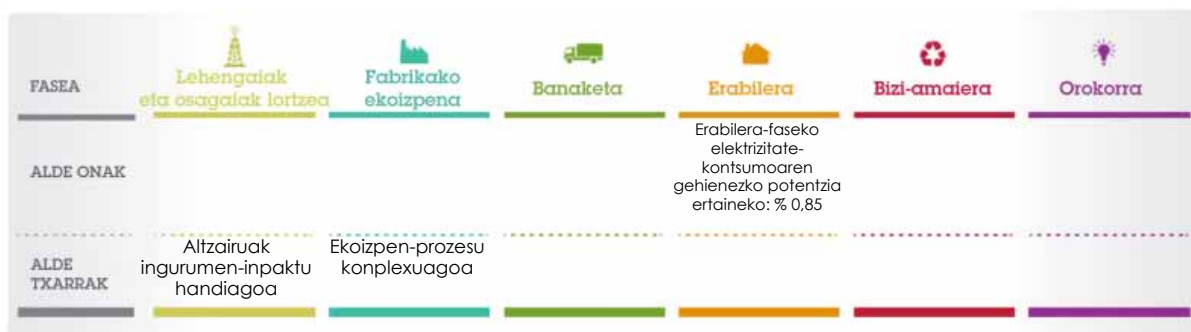 FASEA
Lehengaiak
eta osagaiak lortzea
Fabrikako
ekoizpena
Banaketa
Erabilera
Bizi-amaiera
Orokorra
ALDE ONAK
Erabilera-faseko
elektrizitate-
kontsumoaren
gehienezko potentzia
ertaineko: % 0,85
ALDE
TXARRAK
Altzairuak
ingurumen-inpaktu
handiagoa
Ekoizpen-prozesu
konplexuagoa